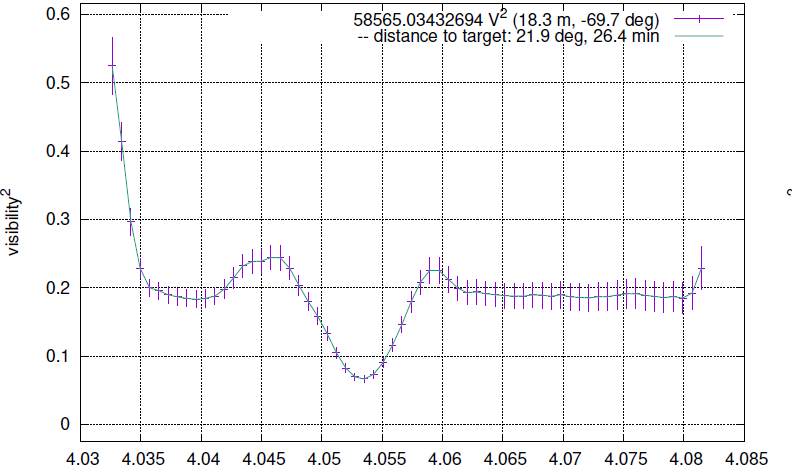 0.6
58565.03432694 V² (18.3 m, -69.7 deg)
-- distance to target: 21.9 deg, 26.4 min
0.5
0.4
0.3
visibility²
2
0.2
0.1
0
4.03 4.035 4.04 4.045 4.05 4.055 4.06 4.065 4.07 4.075 4.08 4.085